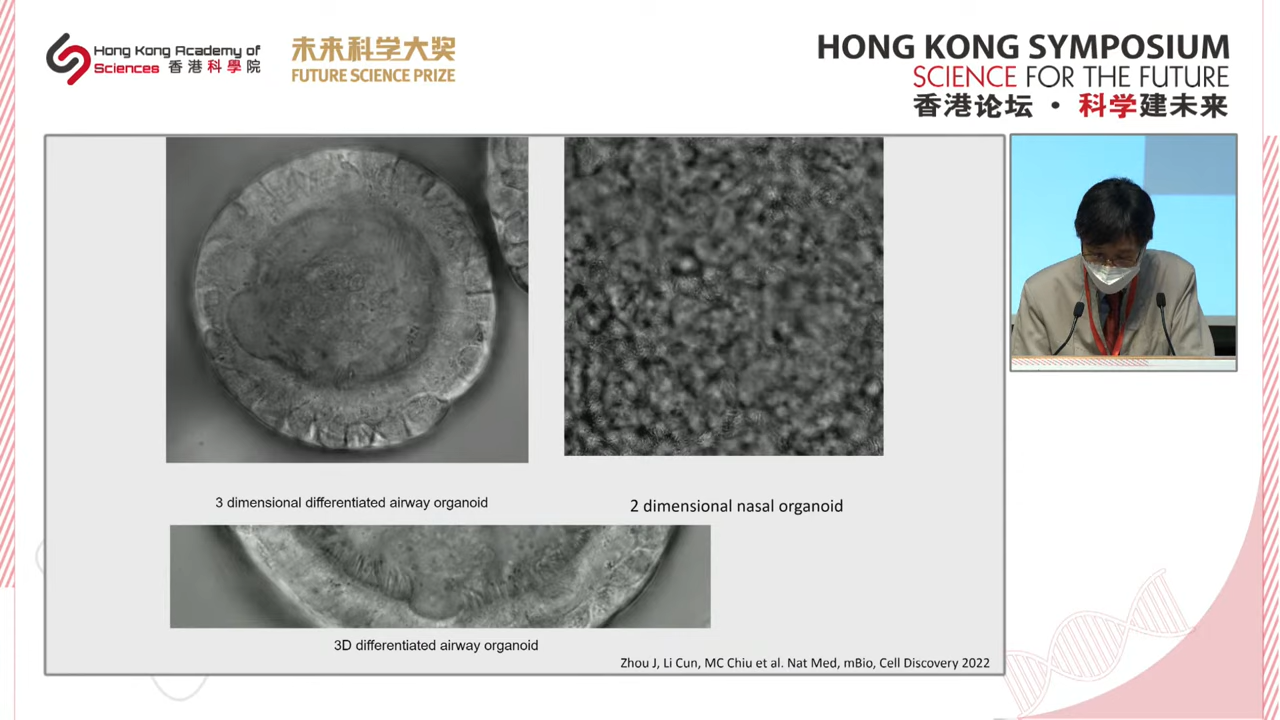 Hong Kong Academy of
Sciences 香港科學院
未来科学大奖
FUTURE SCIENCE PRIZE
HONG KONG SYMPOSIUM
SCIENCE FOR THE FUTURE
香港论坛 · 科学建未来
3 dimensional differentiated airway organoid
2 dimensional nasal organoid
3D differentiated airway organoid
Zhou J, Li Cun, MC Chiu et al. Nat Med, mBio, Cell Discovery 2022